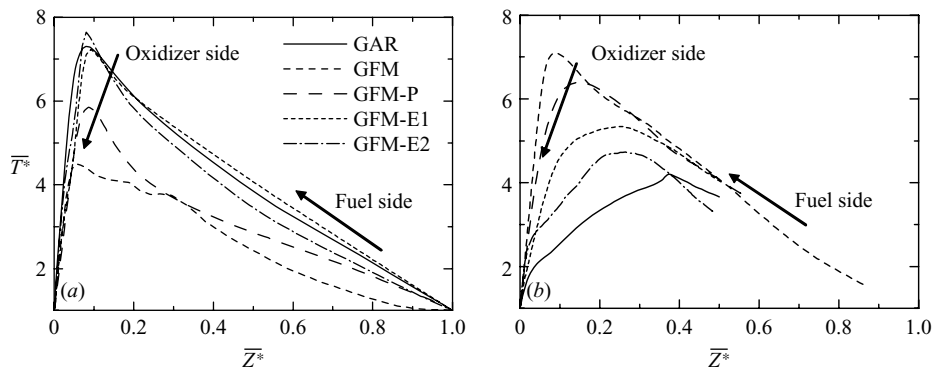 8
6
4
2
T̅*
Oxidizer side
GAR
GFM
GFM-P
GFM-E1
GFM-E2
Fuel side
(a)
0 0.2 0.4 0.6 0.8 1.0
Z̅*
8
6
4
2
Oxidizer side
Fuel side
(b)
0 0.2 0.4 0.6 0.8 1.0
Z̅*